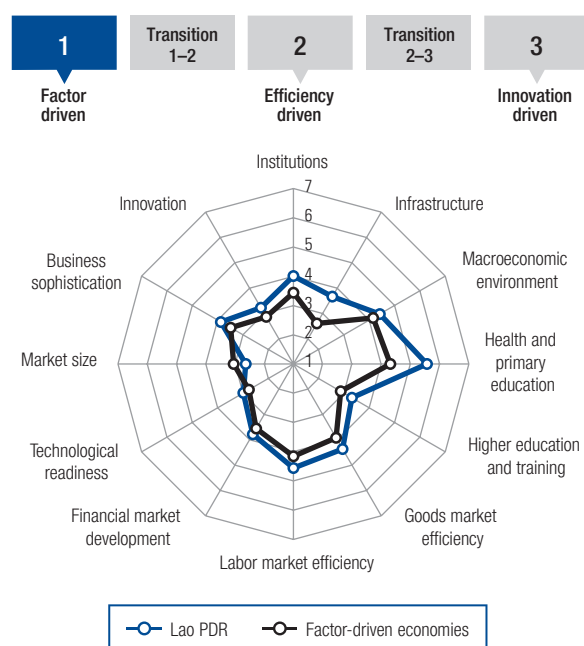 1
Transition
1–2
2
Transition
2–3
3
Factor
driven
Efficiency
driven
Innovation
driven
Institutions
Infrastructure
Macroeconomic
environment
Health and
primary
education
Higher education
and training
Goods market
efficiency
Labor market efficiency
Financial market
development
Technological
readiness
Market size
Business
sophistication
Innovation
7
6
5
4
3
2
1
Lao PDR
Factor-driven economies